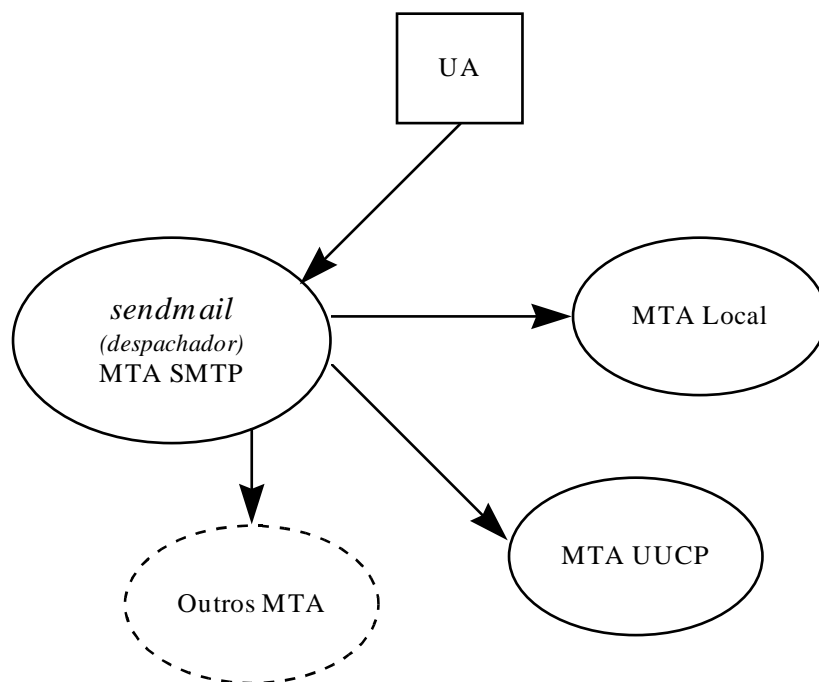 UA
sendmail
(despachador)
MTA SMTP
MTA Local
MTA UUCP
Outros MTA